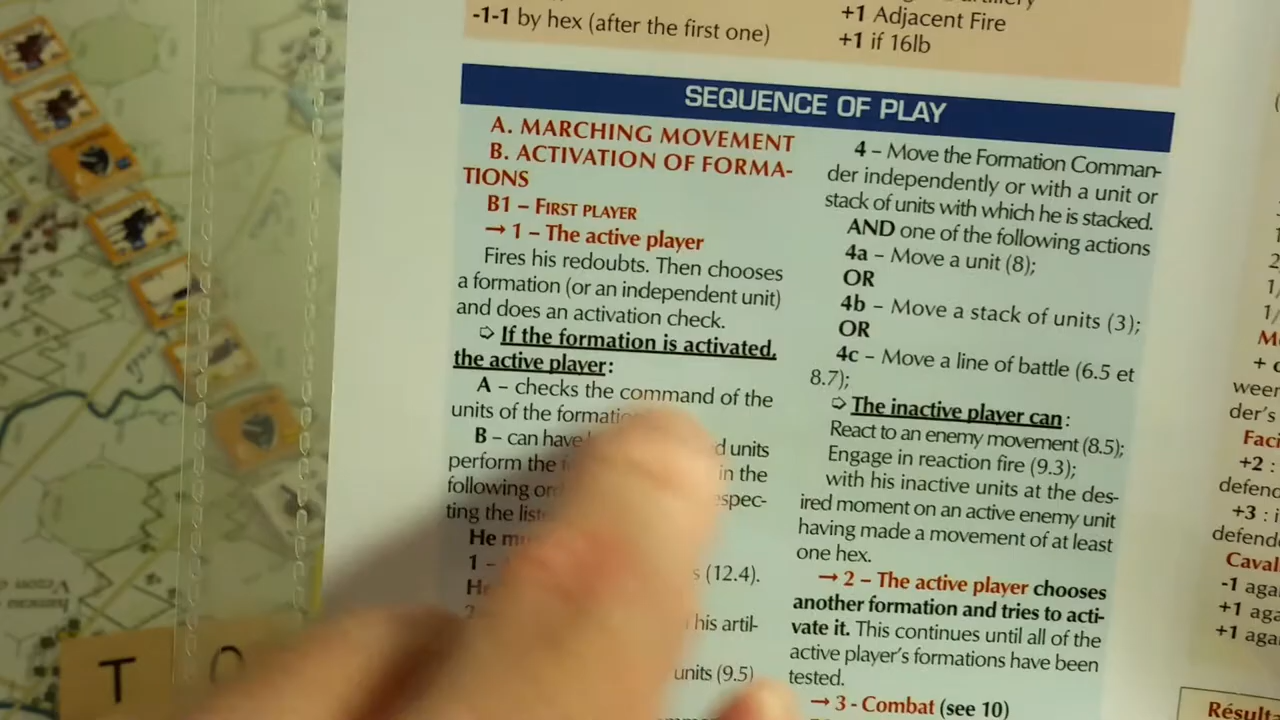 -1-1 by hex (after the first one)
+1 Adjacent Fire
+1 if 16lb
SEQUENCE OF PLAY
A. MARCHING MOVEMENT
B. ACTIVATION OF FORMA-
TIONS
B1 – FIRST PLAYER
→ 1 – The active player
Fires his redoubts. Then chooses
a formation (or an independent unit)
and does an activation check.
➩ If the formation is activated,
the active player:
A – checks the command of the
units of the formatio
B – can have
d units
perform the
in the
following or
espec-
ting the list
He m
1 –
s (12.4).
his artil-
units (9.5)
4 – Move the Formation Comman-
der independently or with a unit or
stack of units with which he is stacked.
AND one of the following actions
4a – Move a unit (8);
OR
4b – Move a stack of units (3);
OR
4c – Move a line of battle (6.5 et
8.7);
➩ The inactive player can :
React to an enemy movement (8.5);
Engage in reaction fire (9.3);
with his inactive units at the des-
ired moment on an active enemy unit
having made a movement of at least
one hex.
→ 2 – The active player chooses
another formation and tries to acti-
vate it. This continues until all of the
active player's formations have been
tested.
→ 3 - Combat (see 10)
+2 :
defend
+3 : i
defende
Caval
-1 aga
+1 aga
+1 aga
Résult
T O